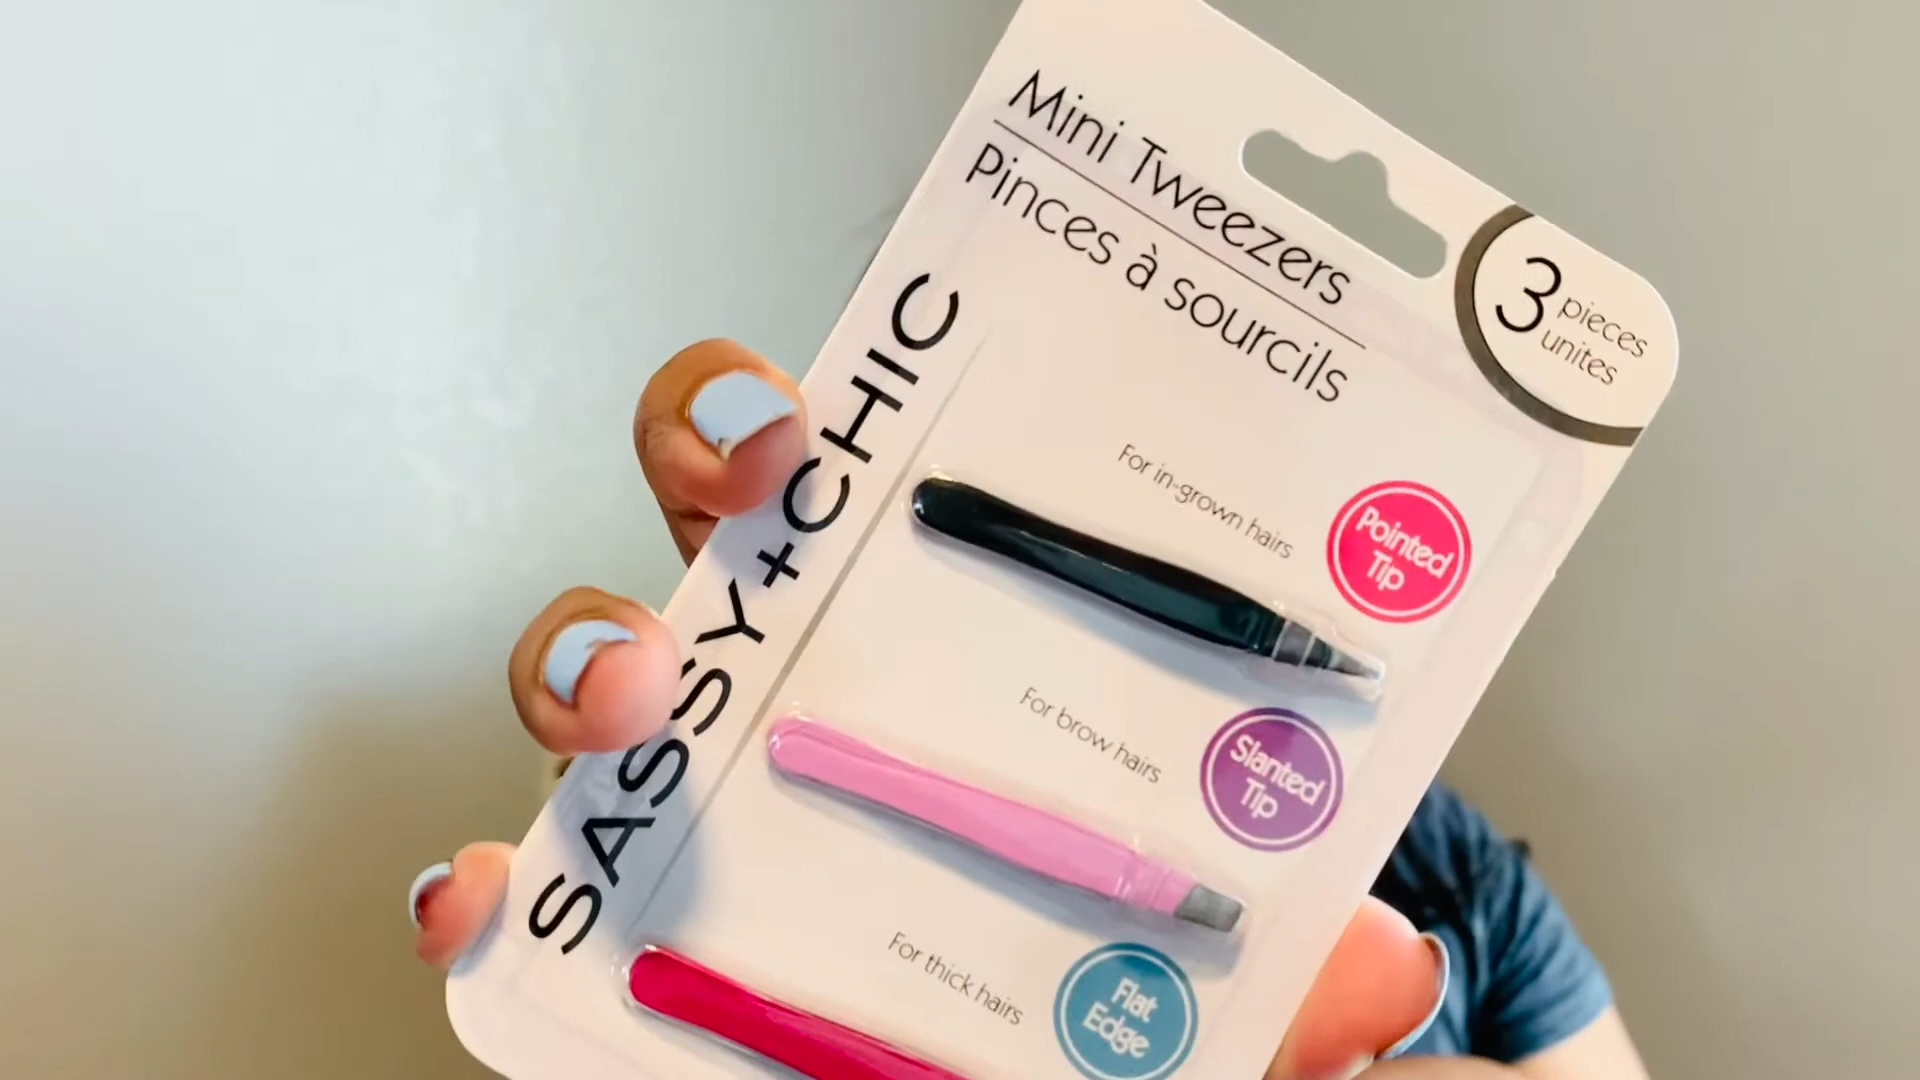 Mini Tweezers
Pinces à sourcils
3 pieces
unites
SASSY+CHIC
For in-grown hairs
Pointed
Tip
For brow hairs
Slanted
Tip
For thick hairs
Flat
Edge